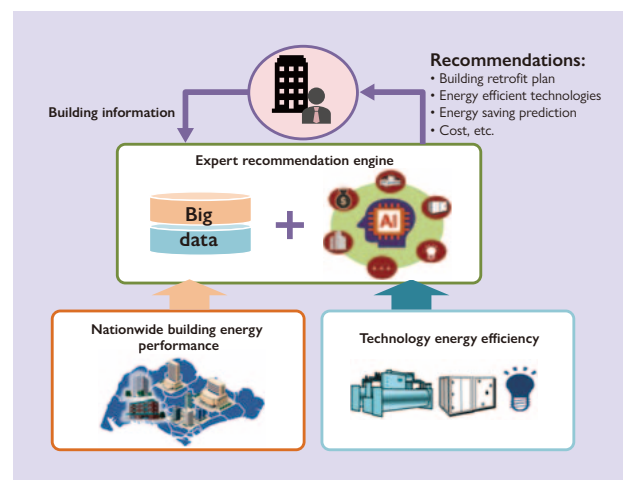 Recommendations:
• Building retrofit plan
• Energy efficient technologies
• Energy saving prediction
• Cost, etc.
Building information
Expert recommendation engine
Big
data
+
AI
Nationwide building energy
performance
Technology energy efficiency